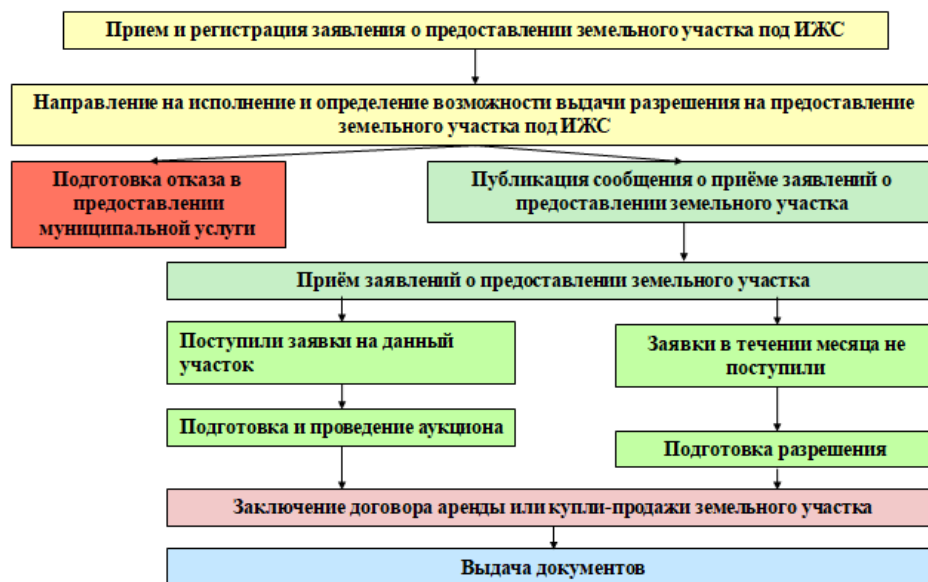 Прием и регистрация заявления о предоставлении земельного участка под ИЖС
Направление на исполнение и определение возможности выдачи разрешения на предоставление
земельного участка под ИЖС
Подготовка отказа в
предоставлении
муниципальной услуги
Публикация сообщения о приёме заявлений о
предоставлении земельного участка
Приём заявлений о предоставлении земельного участка
Поступили заявки на данный
участок
Заявки в течении месяца не
поступили
Подготовка и проведение аукциона
Подготовка разрешения
Заключение договора аренды или купли-продажи земельного участка
Выдача документов